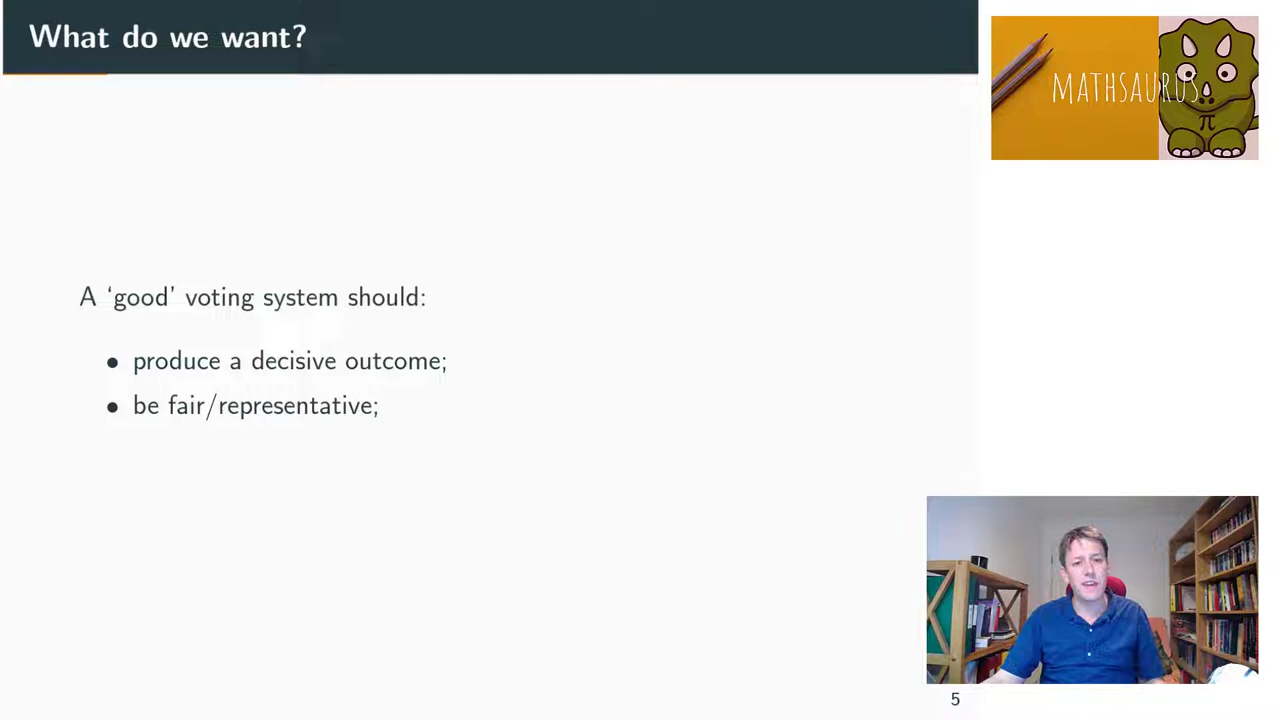 What do we want?
MATHSAURUS
π
A ‘good’ voting system should:
• produce a decisive outcome;
• be fair/representative;
5